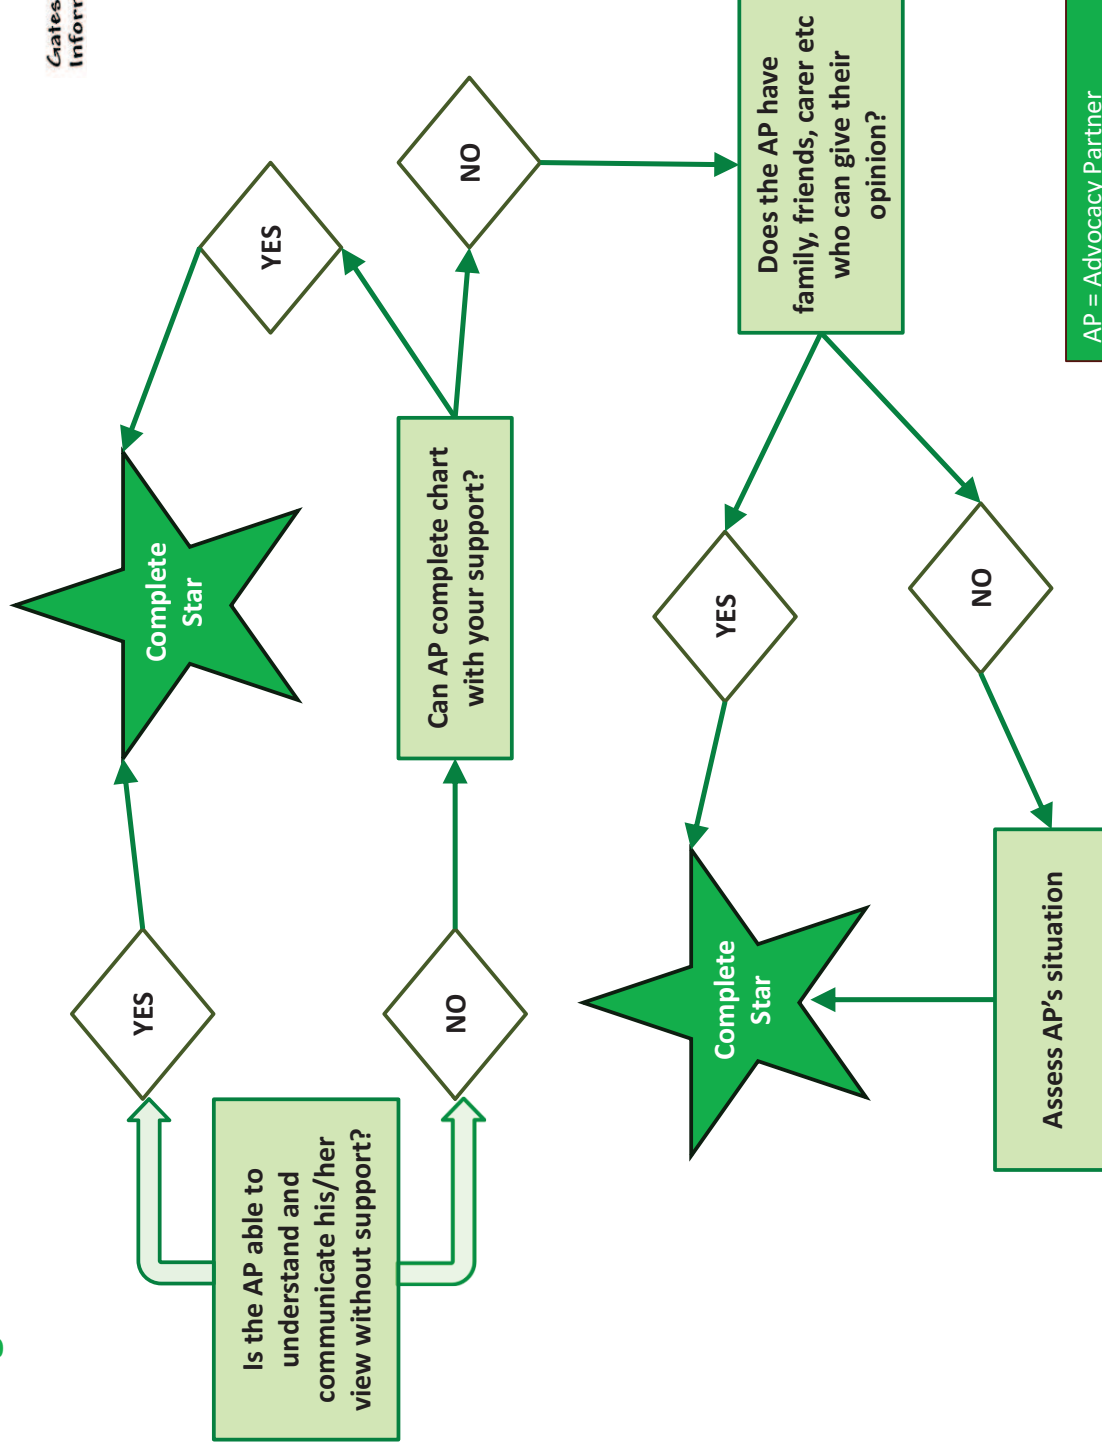 Gates
Inforr
YES
Complete
Star
YES
Is the AP able to
understand and
communicate his/her
view without support?
NO
Can AP complete chart
with your support?
NO
Complete
Star
YES
Does the AP have
family, friends, carer etc
who can give their
opinion?
NO
Assess AP's situation
AP = Advocacy Partner